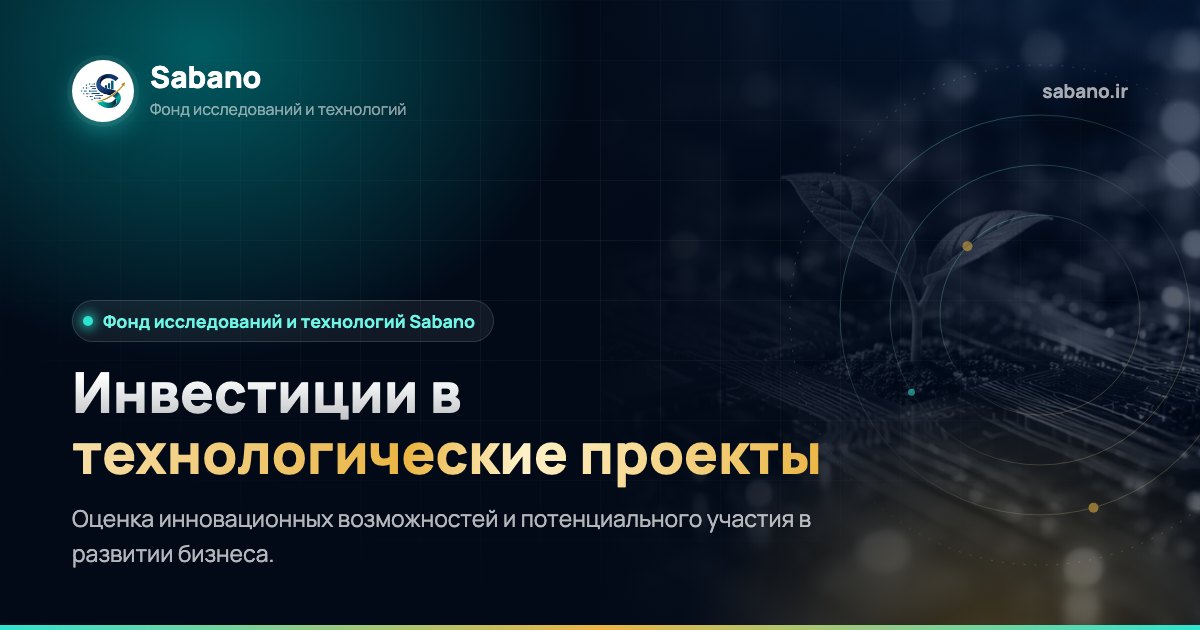 Sabano
Фонд исследований и технологий
sabano.ir
Фонд исследований и технологий Sabano
Инвестиции в
технологические проекты
Оценка инновационных возможностей и потенциального участия в
развитии бизнеса.